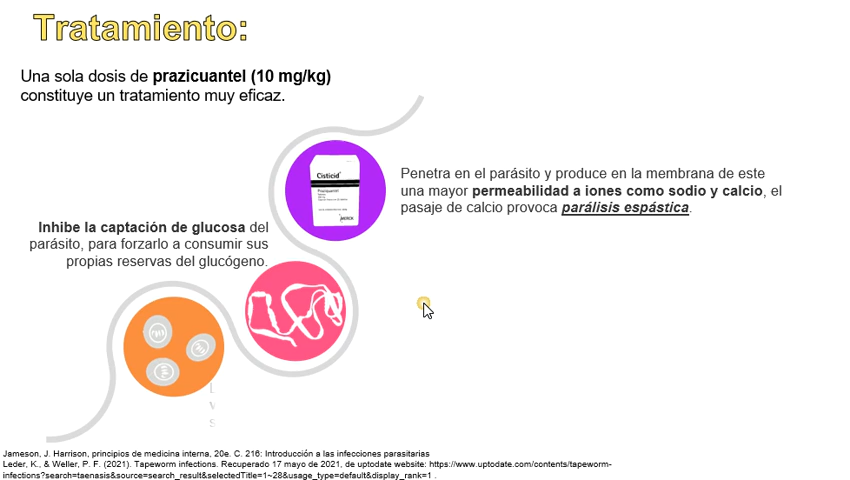 Tratamiento:
Una sola dosis de prazicuantel (10 mg/kg)
constituye un tratamiento muy eficaz.
Cisticid
Penetra en el parásito y produce en la membrana de este
una mayor permeabilidad a iones como sodio y calcio, el
pasaje de calcio provoca parálisis espástica.
Inhibe la captación de glucosa del
parásito, para forzarlo a consumir sus
propias reservas del glucógeno.
Jameson, J. Harrison, principios de medicina interna, 20e. C. 216: Introducción a las infecciones parasitarias
Leder, K., & Weller, P. F. (2021). Tapeworm infections. Recuperado 17 mayo de 2021, de uptodate website: https://www.uptodate.com/contents/tapeworm-
infections?search=taenasis&source=search_result&selectedTitle=1~28&usage_type=default&display_rank=1 .